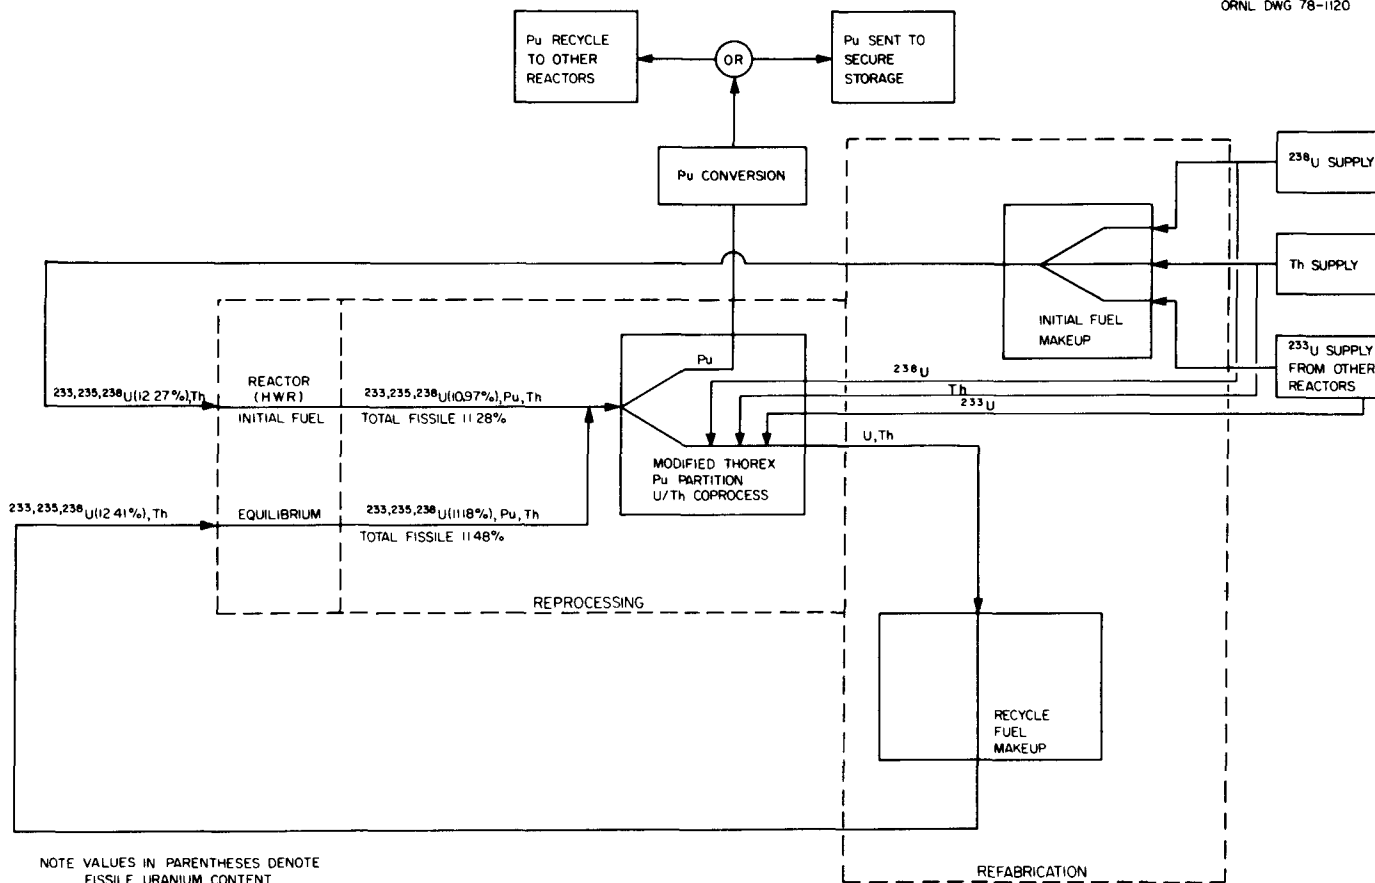 ORNL DWG 78-1120
Pu RECYCLE
TO OTHER
REACTORS
OR
Pu SENT TO
SECURE
STORAGE
Pu CONVERSION
²³⁸U SUPPLY
Th SUPPLY
²³³U SUPPLY
FROM OTHER
REACTORS
INITIAL FUEL
MAKEUP
233,235,238U(12 27%),Th
REACTOR
(HWR)
INITIAL FUEL
233,235,238U(10.97%),Pu,Th
TOTAL FISSILE 11 28%
Pu
²³⁸U
Th
²³³U
U,Th
MODIFIED THOREX
Pu PARTITION
U/Th COPROCESS
233,235,238U(12 41%),Th
EQUILIBRIUM
233,235,238U(11 18%), Pu, Th
TOTAL FISSILE 11 48%
REPROCESSING
RECYCLE
FUEL
MAKEUP
NOTE VALUES IN PARENTHESES DENOTE
FISSILE URANIUM CONTENT
REFABRICATION